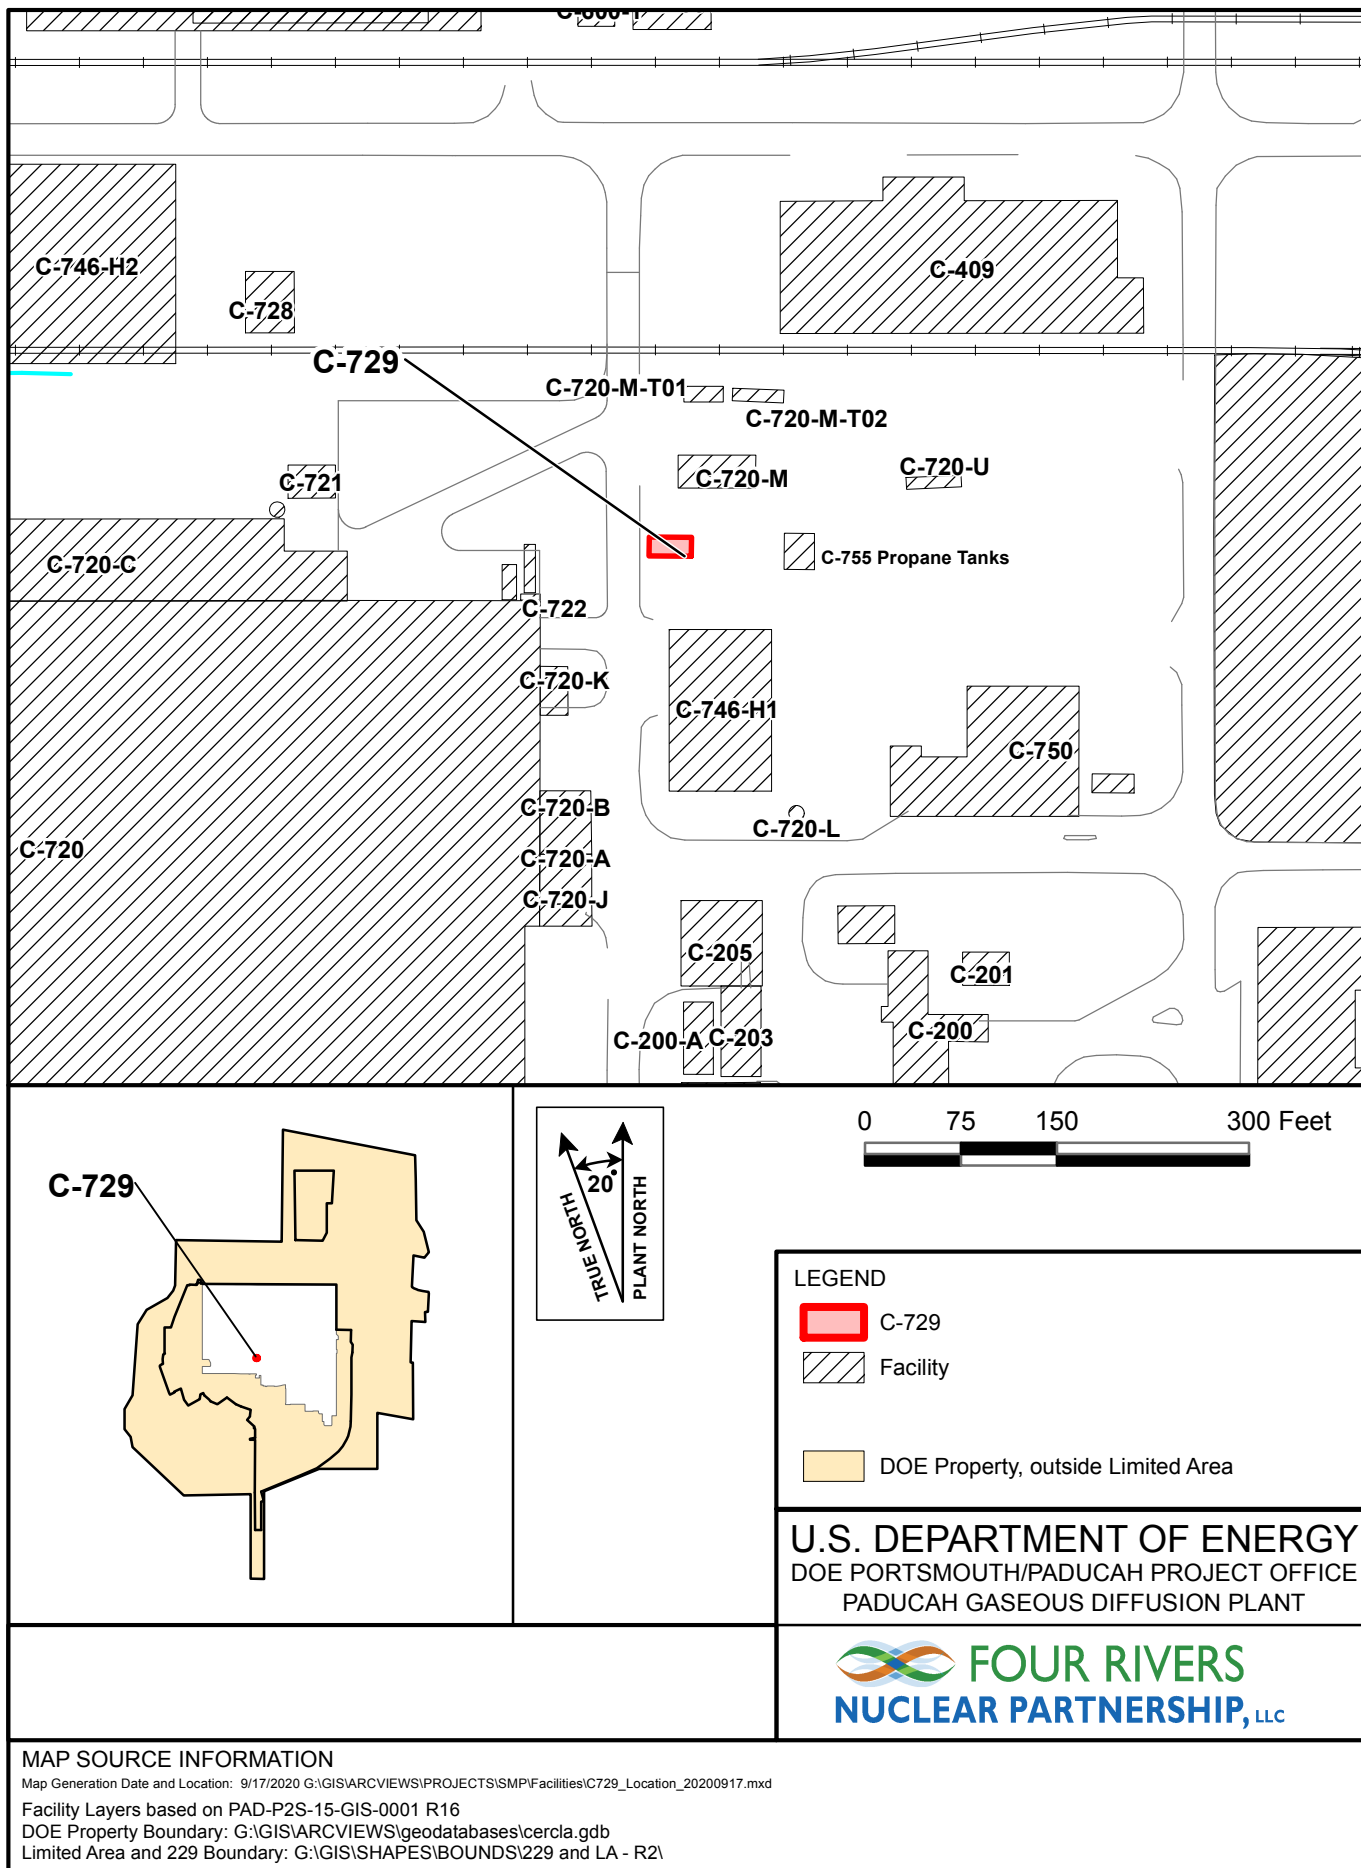 C-746-H2
C-728
C-409
C-729
C-720-M-T01
C-720-M-T02
C-720-M
C-720-U
C-721
C-755 Propane Tanks
C-720-C
C-722
C-720-K
C-746-H1
C-750
C-720-B
C-720-L
C-720
C-720-A
C-720-J
C-205
C-201
C-200-A
C-203
C-200
C-729
20°
TRUE NORTH
PLANT NORTH
0 75 150 300 Feet
LEGEND
C-729
Facility
DOE Property, outside Limited Area
U.S. DEPARTMENT OF ENERGY
DOE PORTSMOUTH/PADUCAH PROJECT OFFICE
PADUCAH GASEOUS DIFFUSION PLANT
FOUR RIVERS
NUCLEAR PARTNERSHIP, LLC
MAP SOURCE INFORMATION
Map Generation Date and Location: 9/17/2020 G:\GIS\ARCVIEWS\PROJECTS\SMP\Facilities\C729_Location_20200917.mxd
Facility Layers based on PAD-P2S-15-GIS-0001 R16
DOE Property Boundary: G:\GIS\ARCVIEWS\geodatabases\cercla.gdb
Limited Area and 229 Boundary: G:\GIS\SHAPES\BOUNDS\229 and LA - R2\